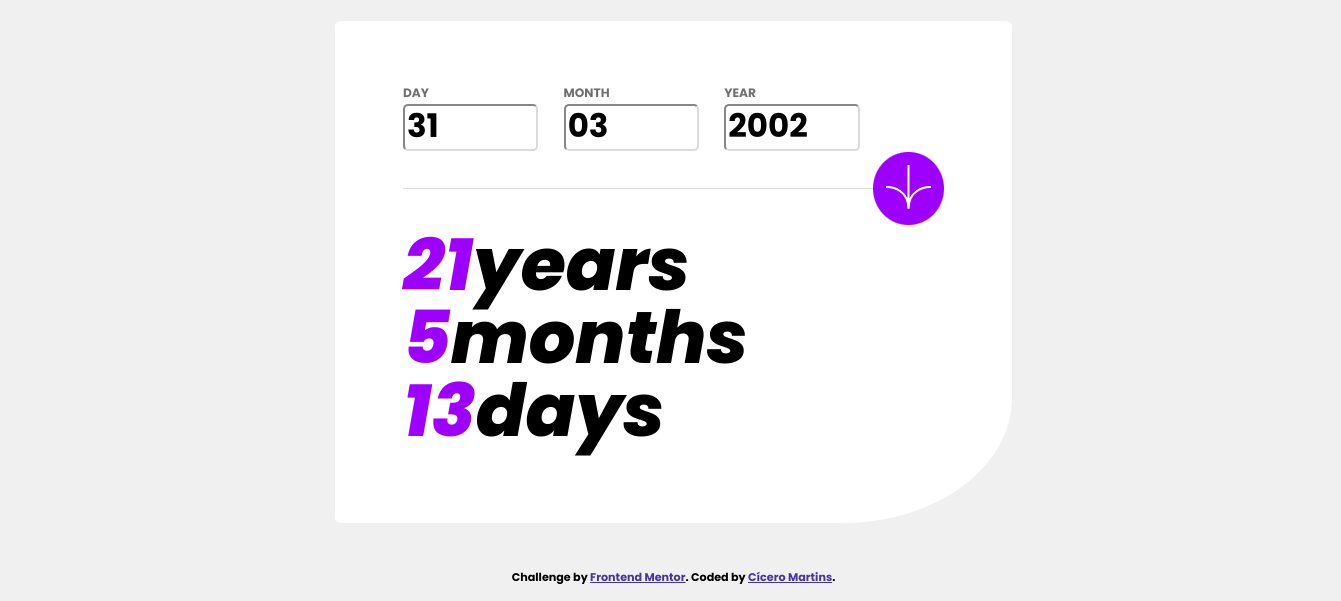 DAY MONTH YEAR
31 03 2002
21years
5months
13days
Challenge by Frontend Mentor. Coded by Cícero Martins.